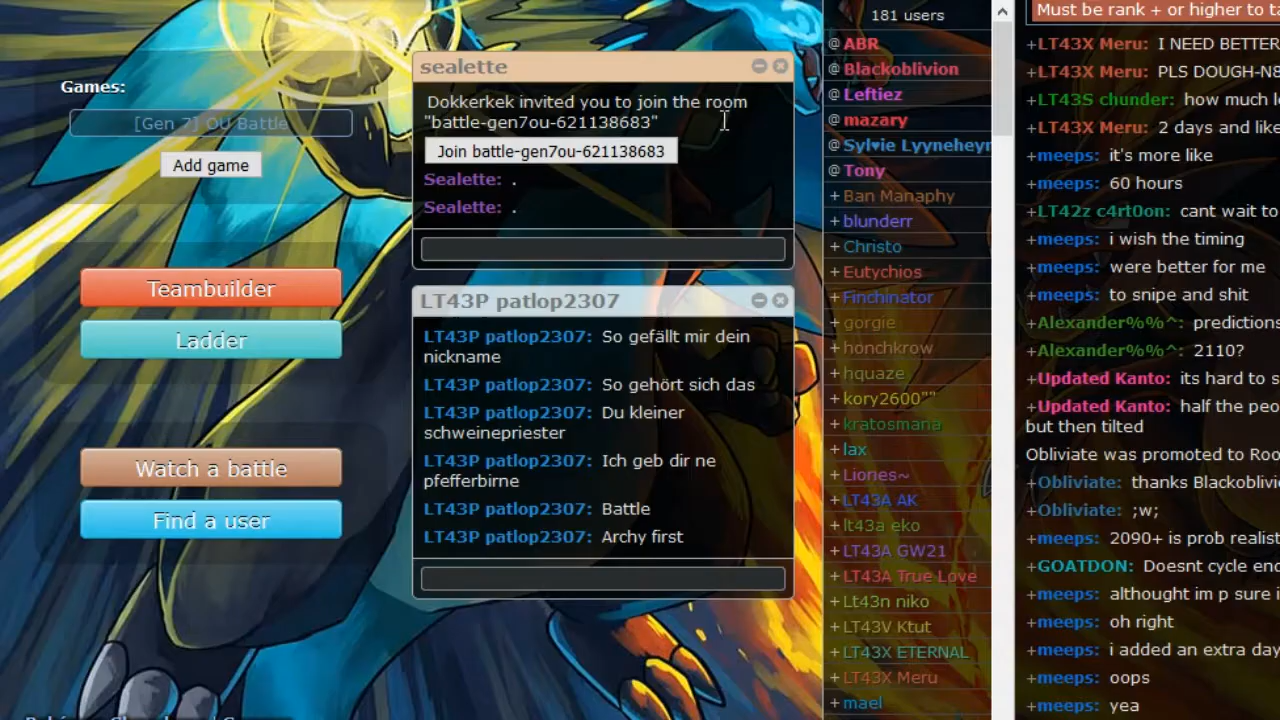 Games:
[Gen 7] OU Battle
Add game
Teambuilder
Ladder
Watch a battle
Find a user
sealette
Dokkerkek invited you to join the room
"battle-gen7ou-621138683"
Join battle-gen7ou-621138683
Sealette: .
Sealette: .
LT43P patlop2307
LT43P patlop2307: So gefällt mir dein
nickname
LT43P patlop2307: So gehört sich das
LT43P patlop2307: Du kleiner
schweinepriester
LT43P patlop2307: Ich geb dir ne
pfefferbirne
LT43P patlop2307: Battle
LT43P patlop2307: Archy first
181 users
@ ABR
@ Blackoblivion
@ Leftiez
@ mazary
@ Sylv♥ie Lyyneheyr
@ Tony
+ Ban Manaphy
+ blunderr
+ Christo
+ Eutychios
+ Finchinator
+ gorgie
+ honchkrow
+ hquaze
+ kory2600""
+ kratosmana
+ lax
+ Liones~
+ LT43A AK
+ lt43a eko
+ LT43A GW21
+ LT43A True Love
+ Lt43n niko
+ LT43V Ktut
+ LT43X ETERNAL
+ LT43X Meru
+ mael
Must be rank + or higher to ta
+LT43X Meru: I NEED BETTER
+LT43X Meru: PLS DOUGH-N8
+LT43S chunder: how much l
+LT43X Meru: 2 days and like
+meeps: it's more like
+meeps: 60 hours
+LT42z c4rt0on: cant wait to
+meeps: i wish the timing
+meeps: were better for me
+meeps: to snipe and shit
+Alexander%%^: predictions
+Alexander%%^: 2110?
+Updated Kanto: its hard to s
+Updated Kanto: half the peo
but then tilted
Obliviate was promoted to Roo
+Obliviate: thanks Blackoblivi
+Obliviate: ;w;
+meeps: 2090+ is prob realist
+GOATDON: Doesnt cycle end
+meeps: althought im p sure i
+meeps: oh right
+meeps: i added an extra day
+meeps: oops
+meeps: yea